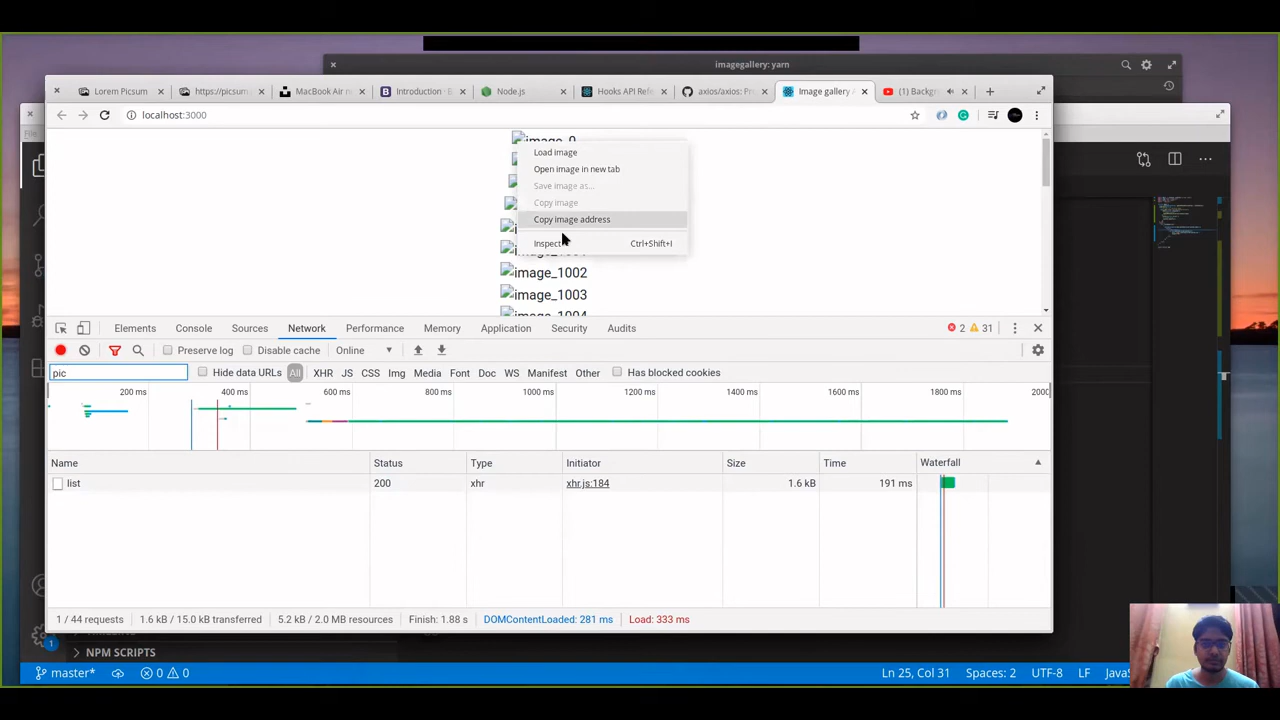 imagegallery: yarn
Lorem Picsum
https://picsum
MacBook Air n
Introduction · B
Node.js
Hooks API Refe
axios/axios: Pro
Image gallery A
(1) Backgr
localhost:3000
File
image_0
Load image
Open image in new tab
Save image as...
Copy image
Copy image address
Inspect Ctrl+Shift+I
image_1002
image_1003
image_1004
Elements Console Sources Network Performance Memory Application Security Audits 2 31
Preserve log Disable cache Online
pic Hide data URLs All XHR JS CSS Img Media Font Doc WS Manifest Other Has blocked cookies
200 ms 400 ms 600 ms 800 ms 1000 ms 1200 ms 1400 ms 1600 ms 1800 ms 2000
Name Status Type Initiator Size Time Waterfall
list 200 xhr xhr.js:184 1.6 kB 191 ms
1 / 44 requests 1.6 kB / 15.0 kB transferred 5.2 kB / 2.0 MB resources Finish: 1.88 s DOMContentLoaded: 281 ms Load: 333 ms
1
NPM SCRIPTS
master* 0 0 Ln 25, Col 31 Spaces: 2 UTF-8 LF JavaS